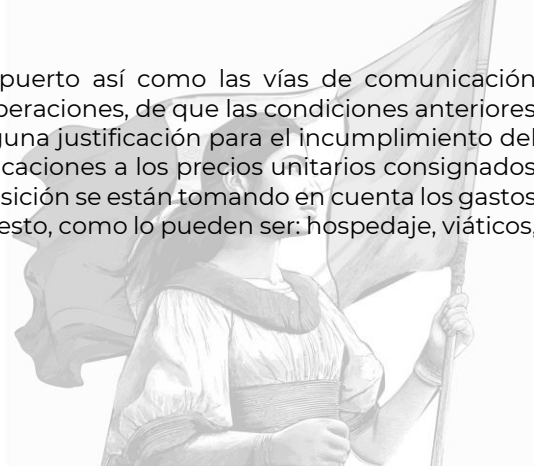 puerto así como las vías de comunicación
peraciones, de que las condiciones anteriores
guna justificación para el incumplimiento del
caciones a los precios unitarios consignados
sición se están tomando en cuenta los gastos
esto, como lo pueden ser: hospedaje, viáticos,